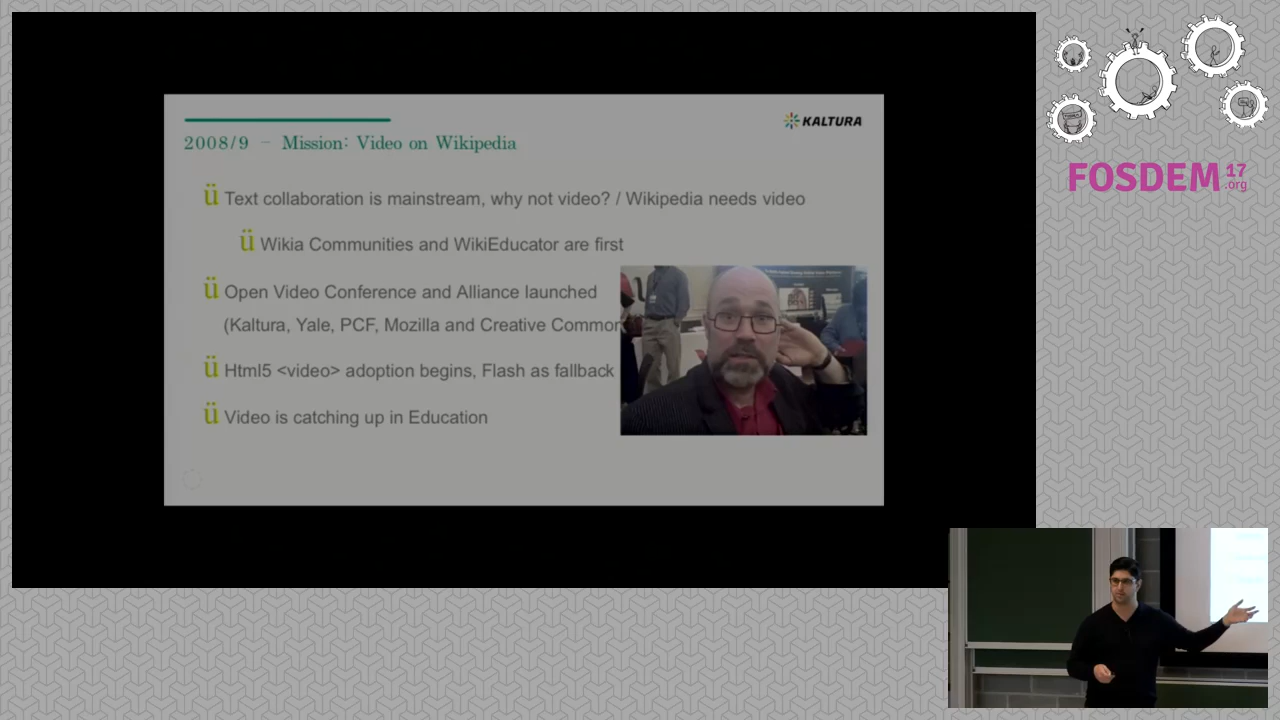 KALTURA
2008/9 - Mission: Video on Wikipedia
ü Text collaboration is mainstream, why not video? / Wikipedia needs video
ü Wikia Communities and WikiEducator are first
ü Open Video Conference and Alliance launched
(Kaltura, Yale, PCF, Mozilla and Creative Common
ü Html5 <video> adoption begins, Flash as fallback
ü Video is catching up in Education
FOSDEM 17
.org